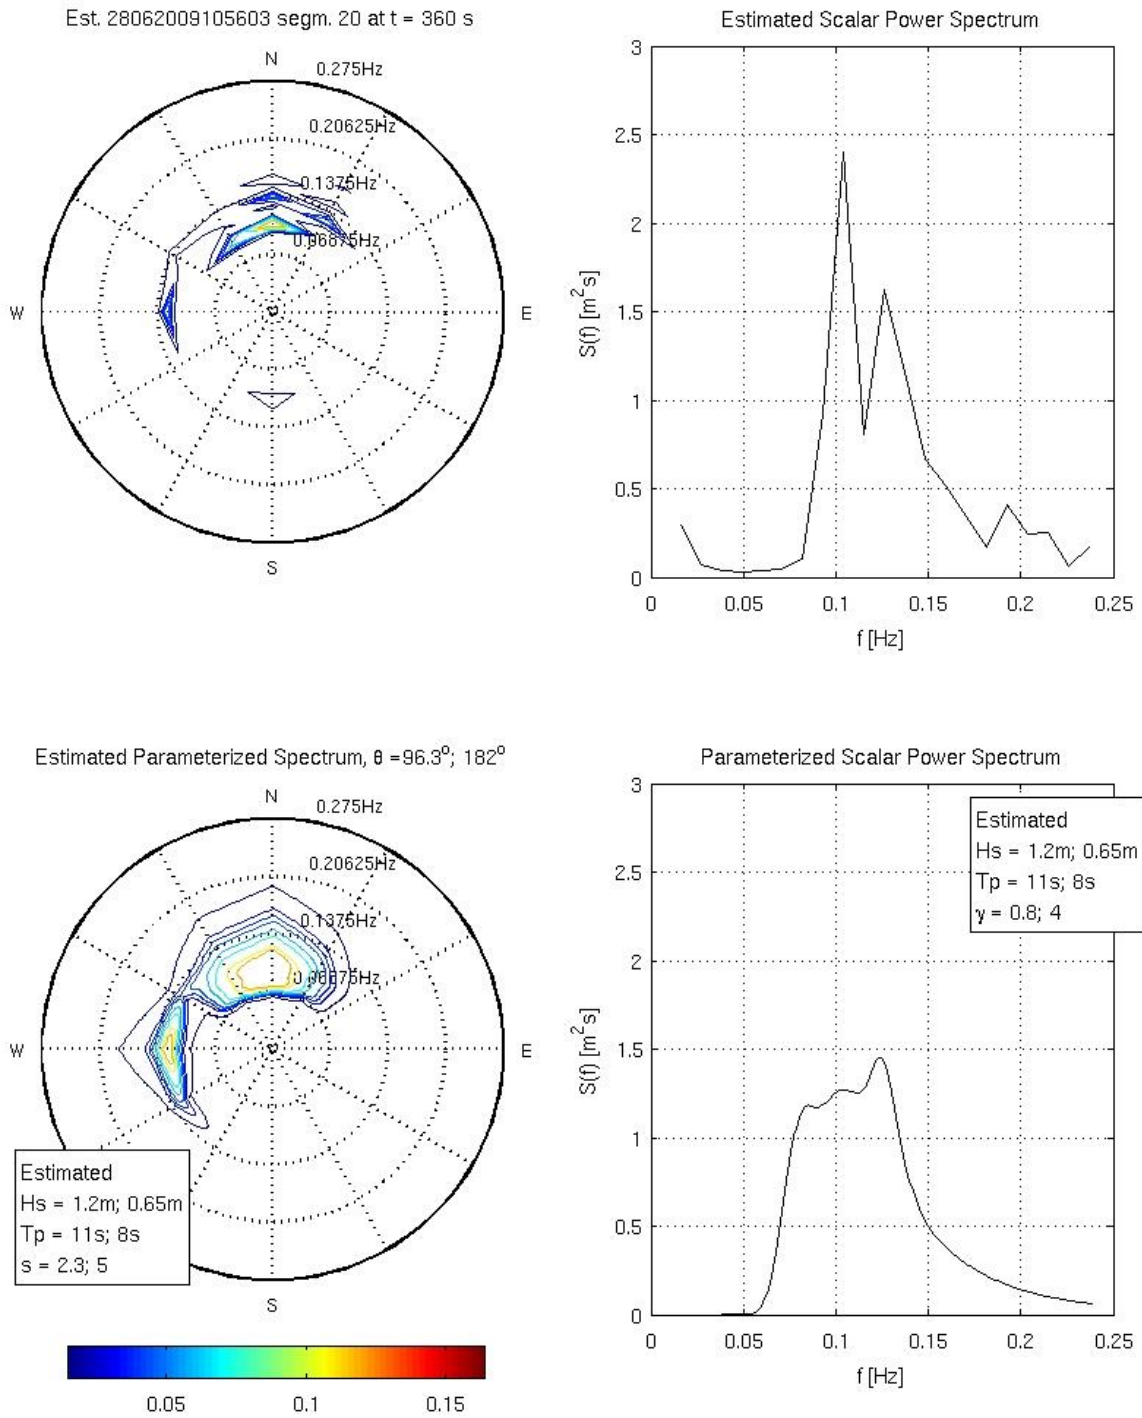 Est. 28062009105603 segm. 20 at t = 360 s
N
0.275Hz
0.20625Hz
0.1375Hz
0.06875Hz
W
E
S
Estimated Scalar Power Spectrum
3
2.5
2
1.5
1
0.5
0
S(f) [m²s]
0
0.05
0.1
0.15
0.2
0.25
f [Hz]
Estimated Parameterized Spectrum, θ =96.3°; 182°
N
0.275Hz
0.20625Hz
0.1375Hz
0.06875Hz
W
E
S
Estimated
Hs = 1.2m; 0.65m
Tp = 11s; 8s
s = 2.3; 5
0.05
0.1
0.15
Parameterized Scalar Power Spectrum
3
2.5
2
1.5
1
0.5
0
S(f) [m²s]
Estimated
Hs = 1.2m; 0.65m
Tp = 11s; 8s
γ = 0.8; 4
0
0.05
0.1
0.15
0.2
0.25
f [Hz]